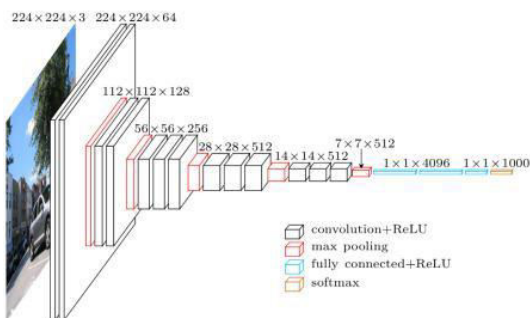 224×224×3
224×224×64
112×112×128
56×56×256
28×28×512
14×14×512
7×7×512
1×1×4096
1×1×1000
convolution+ReLU
max pooling
fully connected+ReLU
softmax